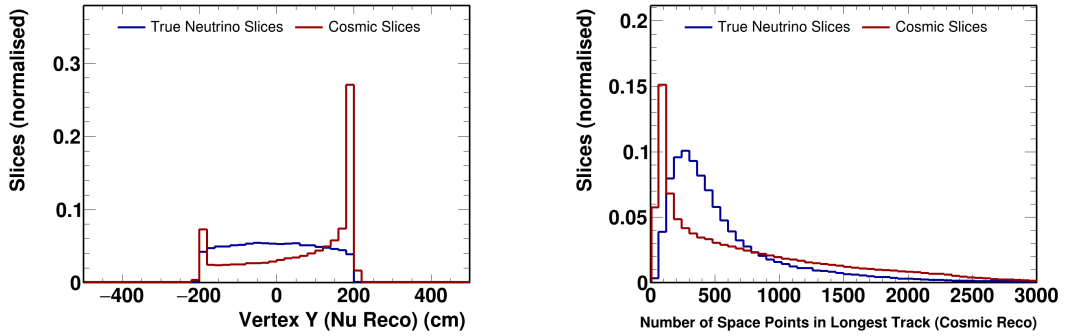 True Neutrino Slices
Cosmic Slices
Slices (normalised)
0.3
0.2
0.1
0
−400
−200
0
200
400
Vertex Y (Nu Reco) (cm)
True Neutrino Slices
Cosmic Slices
Slices (normalised)
0.2
0.15
0.1
0.05
0
0
500
1000
1500
2000
2500
3000
Number of Space Points in Longest Track (Cosmic Reco)